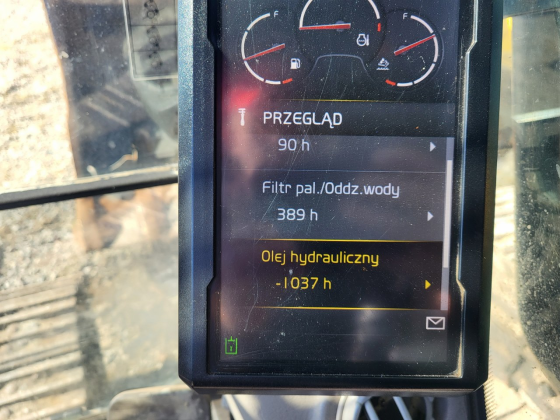 F
F
PRZEGLĄD
90 h
Filtr pal./Oddz.wody
389 h
Olej hydrauliczny
-1037 h